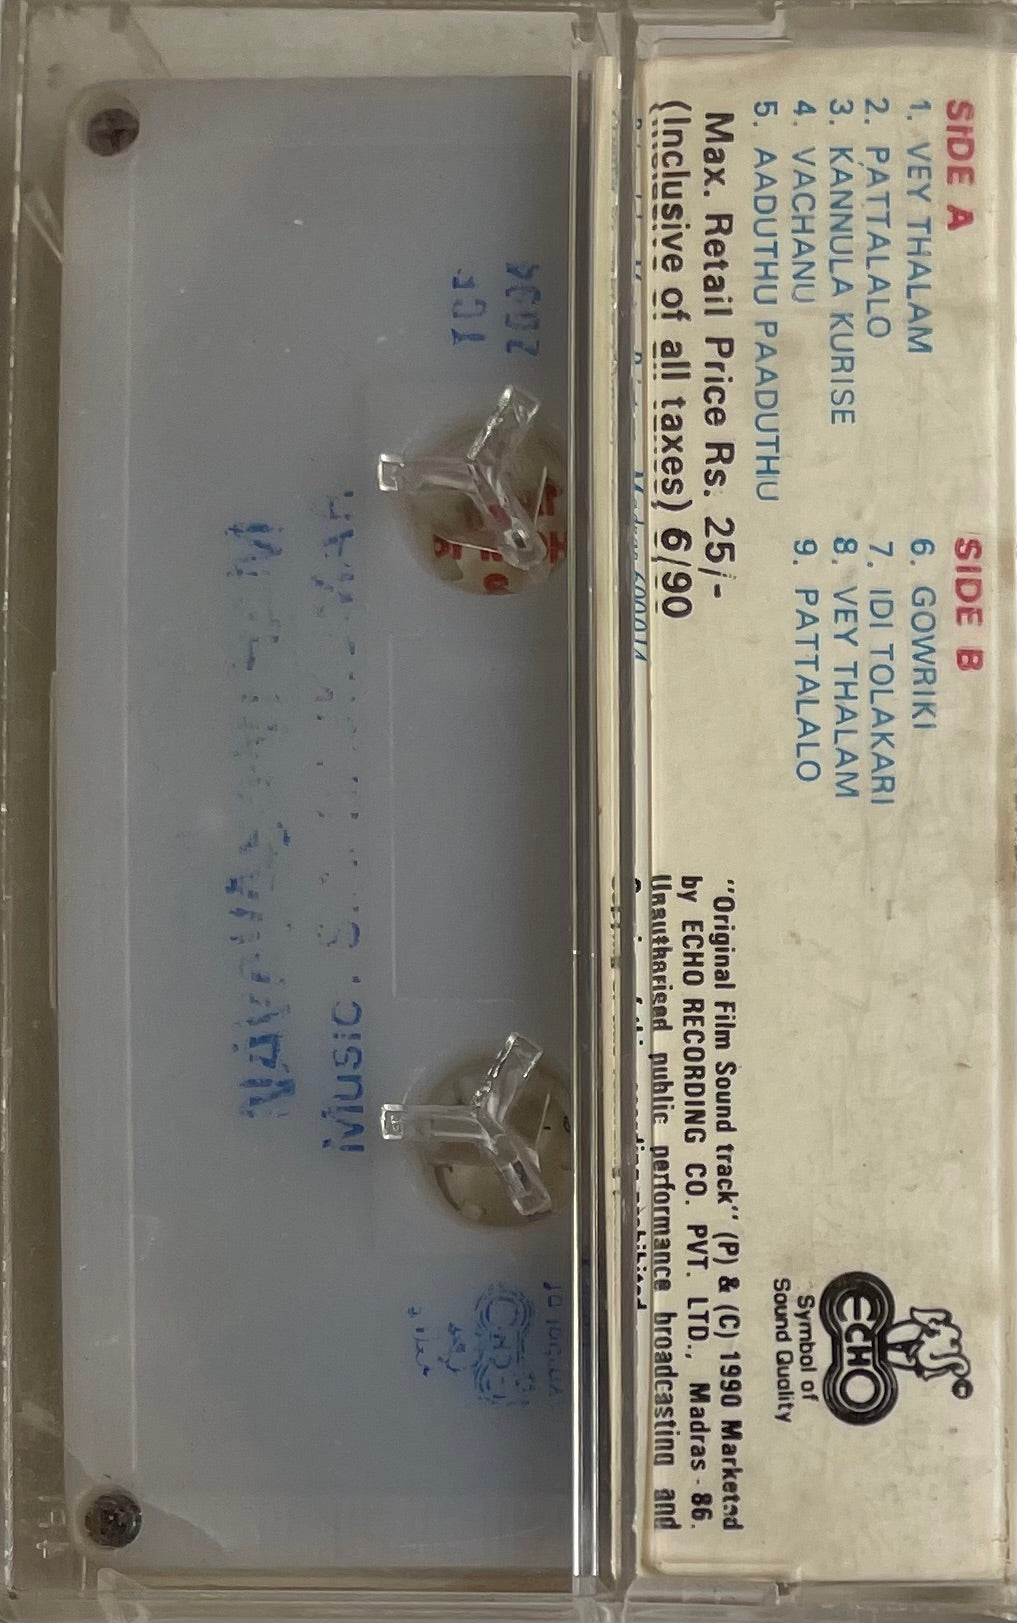 SIDE A
1. VEY THALAM
2. PATTALALO
3. KANNULA KURISE
4. VACHANU
5. AADUTHU PAADUTHU
SIDE B
6. GOWRIKI
7. IDI TOLAKARI
8. VEY THALAM
9. PATTALALO
Max. Retail Price Rs. 25/-
(Inclusive of all taxes) 6/90
ECHO
Symbol of
Sound Quality
"Original Film Sound track" (P) & (C) 1990 Marketed
by ECHO RECORDING CO. PVT. LTD., Madras - 86.
Unauthorised public performance broadcasting and
Madras 600014
MUSIC